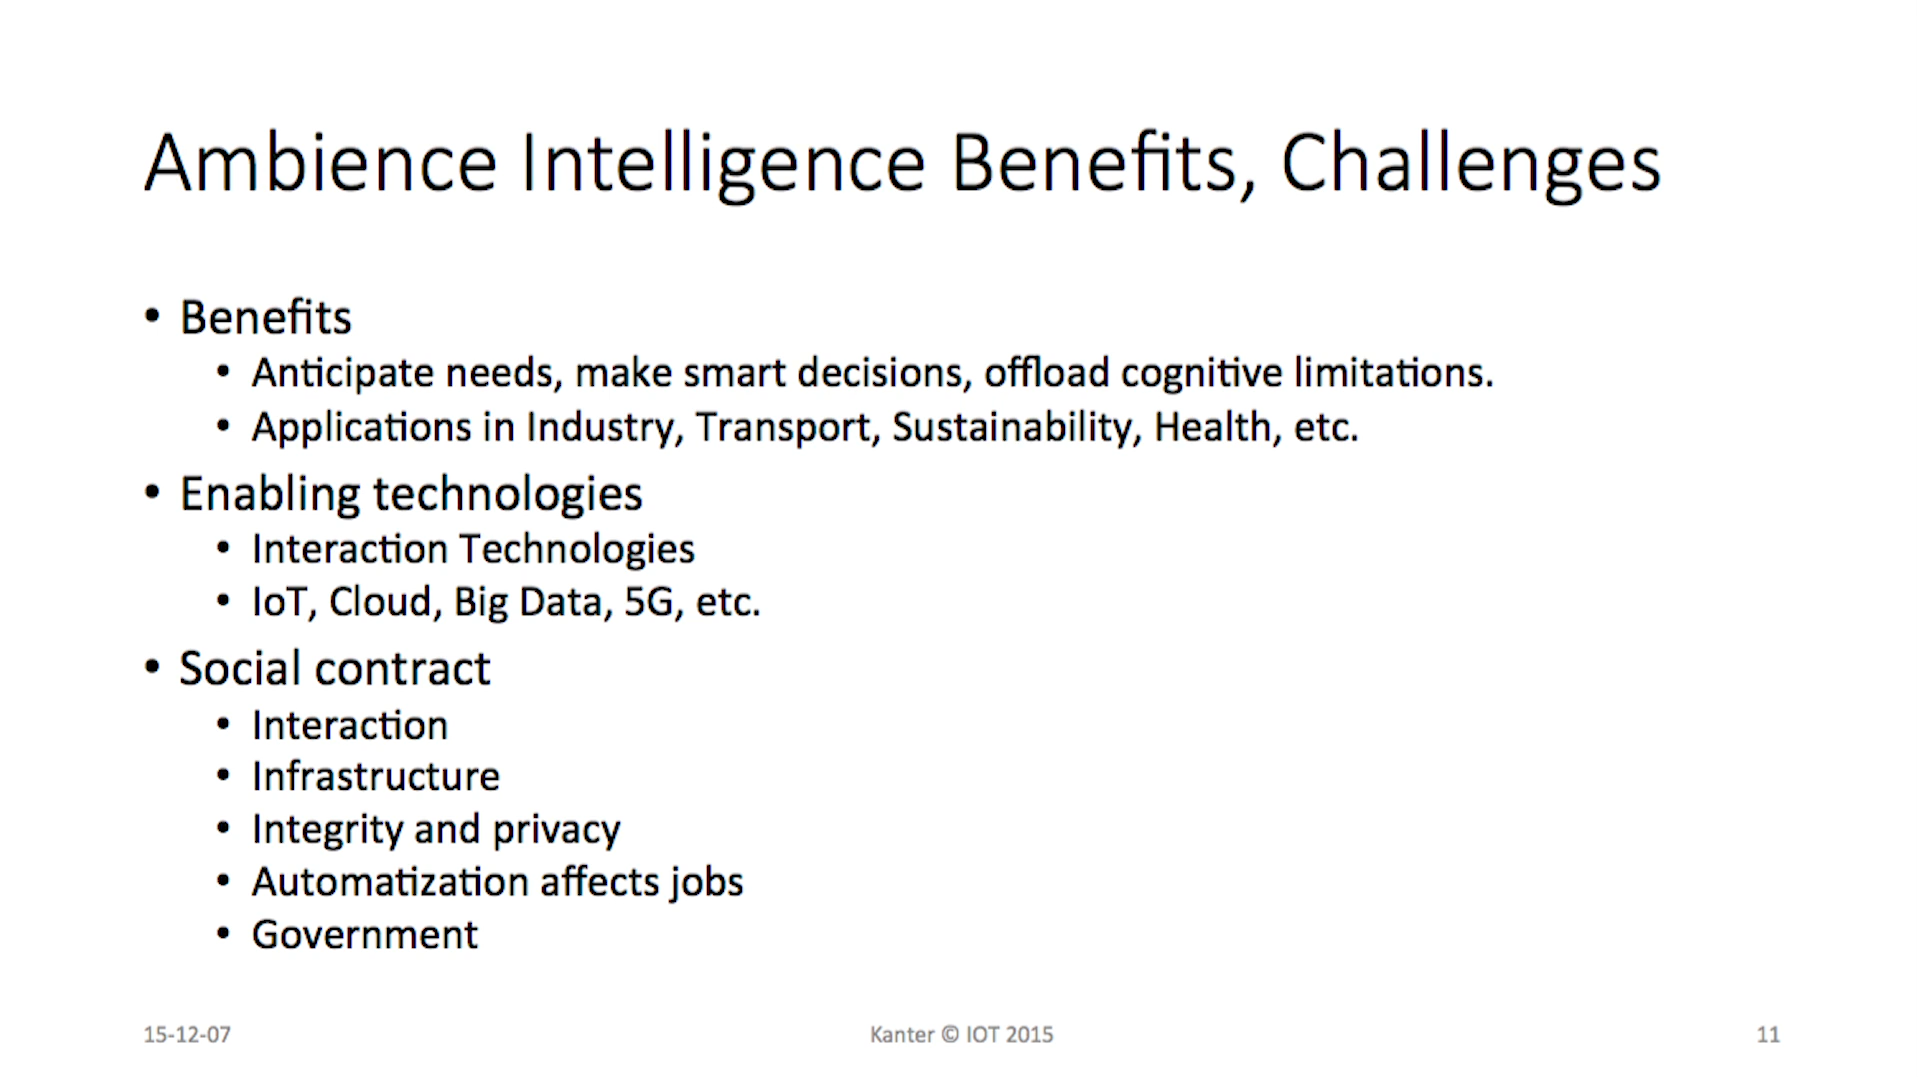 Ambience Intelligence Benefits, Challenges
• Benefits
• Anticipate needs, make smart decisions, offload cognitive limitations.
• Applications in Industry, Transport, Sustainability, Health, etc.
• Enabling technologies
• Interaction Technologies
• IoT, Cloud, Big Data, 5G, etc.
• Social contract
• Interaction
• Infrastructure
• Integrity and privacy
• Automatization affects jobs
• Government
15-12-07 Kanter © IOT 2015 11